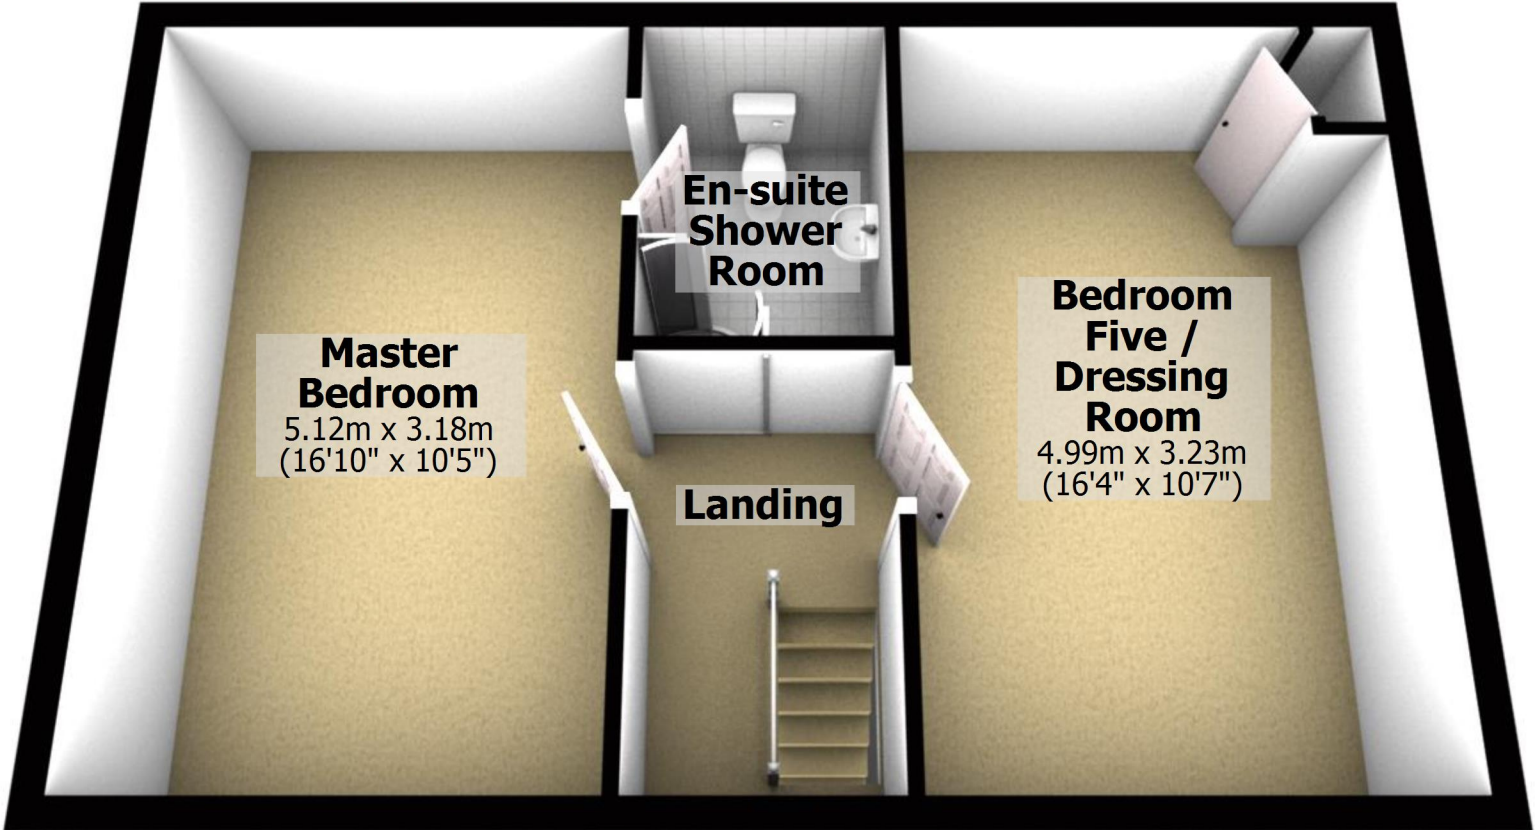 En-suite
Shower
Room
Master
Bedroom
5.12m x 3.18m
(16'10" x 10'5")
Bedroom
Five /
Dressing
Room
4.99m x 3.23m
(16'4" x 10'7")
Landing